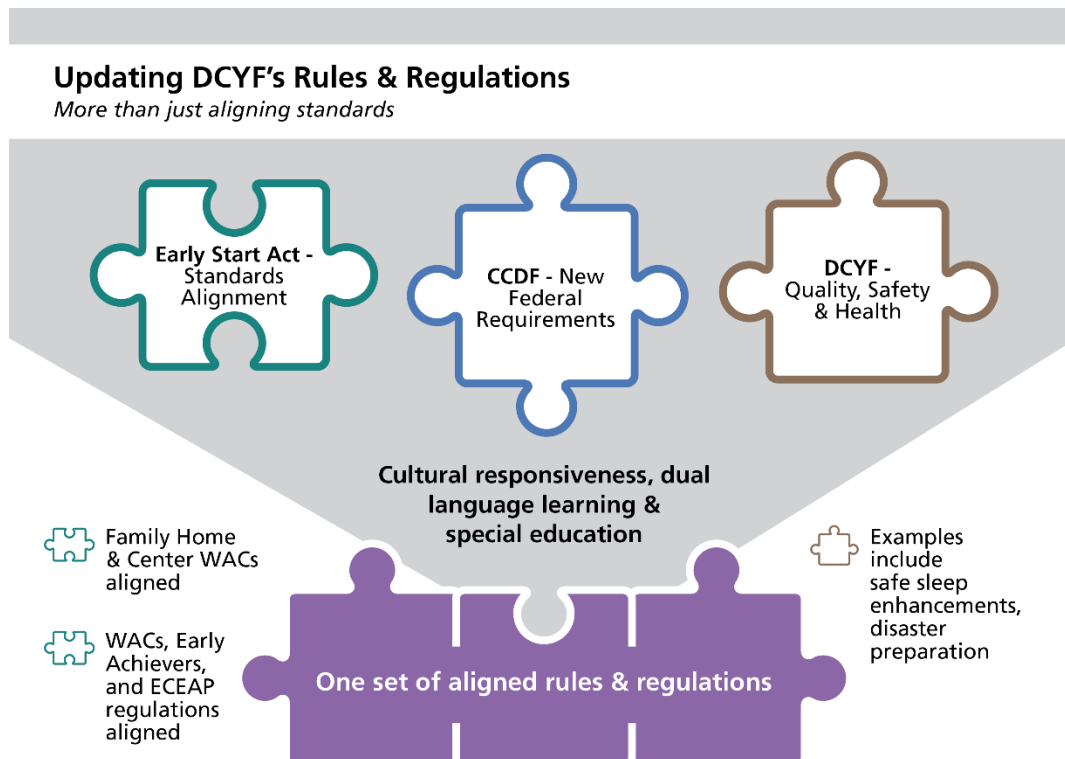 Updating DCYF's Rules & Regulations
More than just aligning standards
Early Start Act -
Standards
Alignment
CCDF - New
Federal
Requirements
DCYF -
Quality, Safety
& Health
Cultural responsiveness, dual
language learning &
special education
Family Home
& Center WACs
aligned
WACs, Early
Achievers,
and ECEAP
regulations
aligned
Examples
include
safe sleep
enhancements,
disaster
preparation
One set of aligned rules & regulations